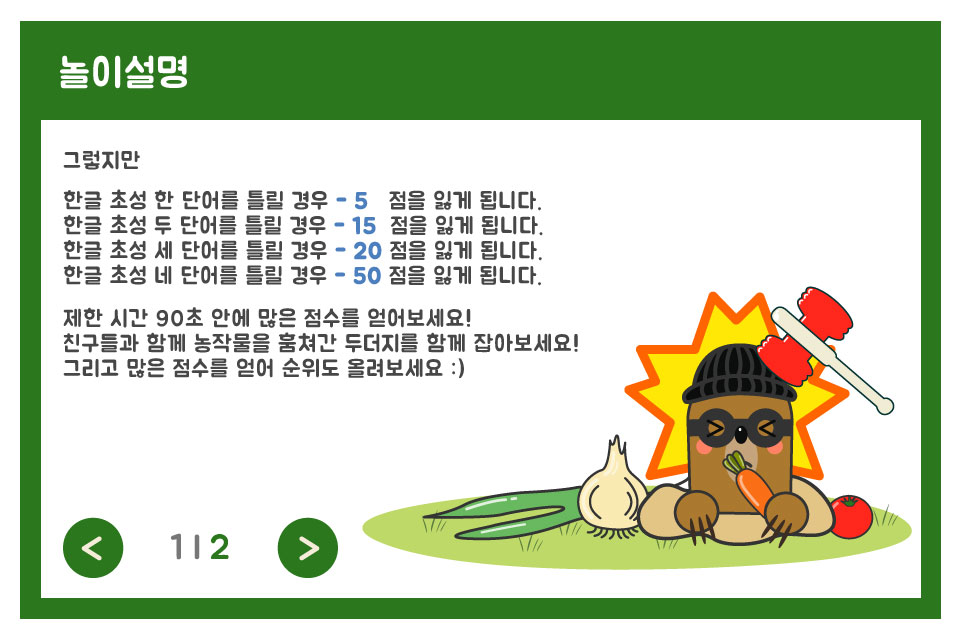 놀이설명
그렇지만
한글 초성 한 단어를 틀릴 경우 - 5 점을 잃게 됩니다.
한글 초성 두 단어를 틀릴 경우 - 15 점을 잃게 됩니다.
한글 초성 세 단어를 틀릴 경우 - 20 점을 잃게 됩니다.
한글 초성 네 단어를 틀릴 경우 - 50 점을 잃게 됩니다.
제한 시간 90초 안에 많은 점수를 얻어보세요!
친구들과 함께 농작물을 훔쳐간 두더지를 함께 잡아보세요!
그리고 많은 점수를 얻어 순위도 올려보세요 :)
< 1 | 2 >